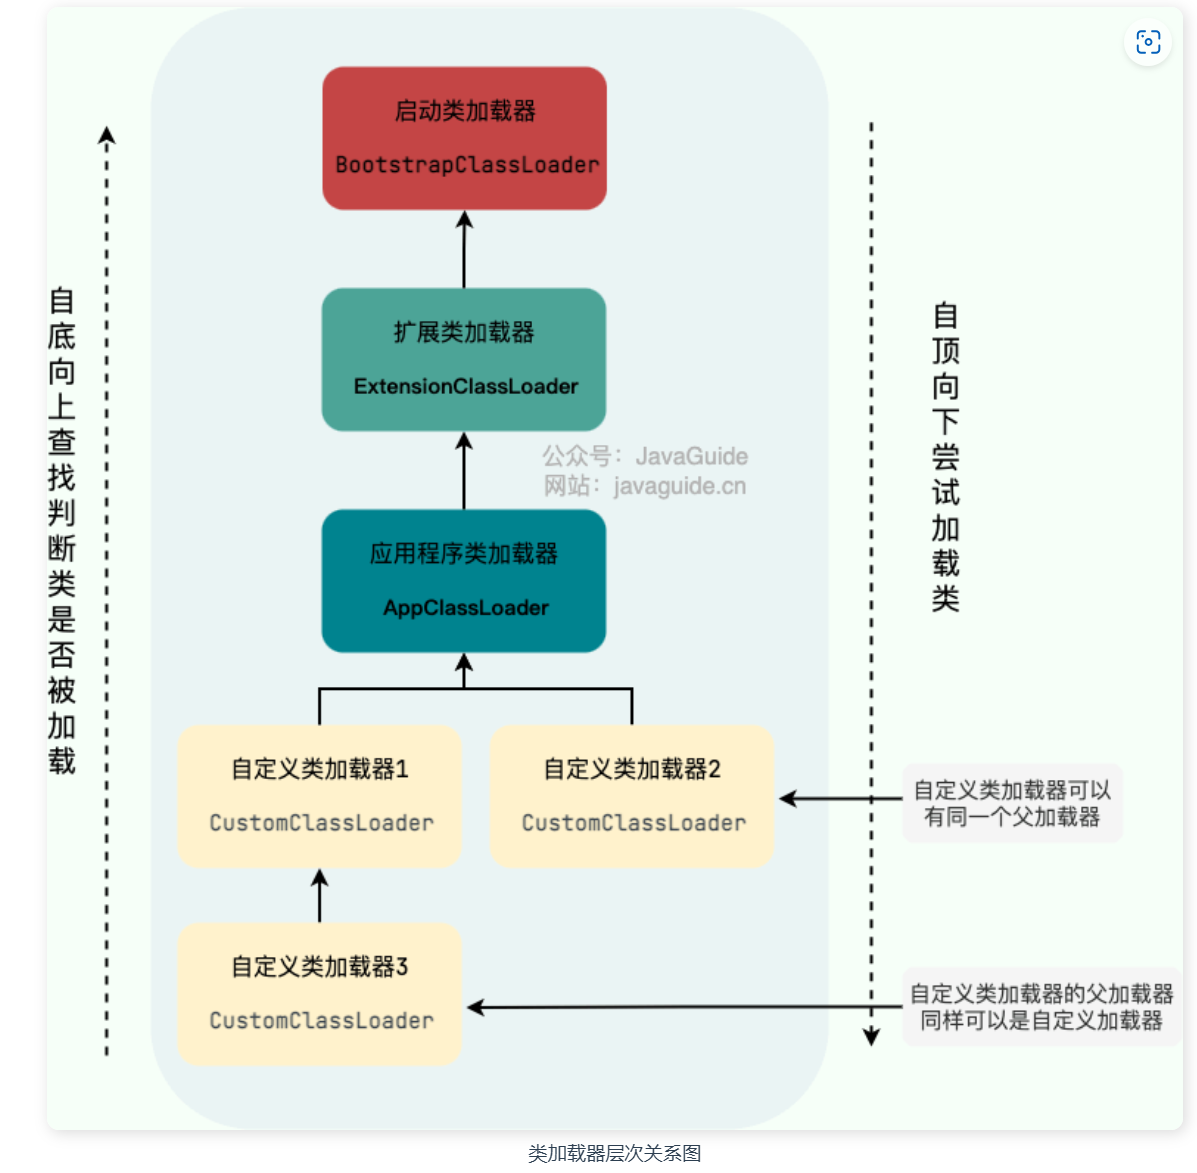 启动类加载器
BootstrapClassLoader
扩展类加载器
ExtensionClassLoader
公众号：JavaGuide
网站：javaguide.cn
应用程序类加载器
AppClassLoader
自底向上查找判断类是否被加载
自顶向下尝试加载类
自定义类加载器1
CustomClassLoader
自定义类加载器2
CustomClassLoader
自定义类加载器可以
有同一个父加载器
自定义类加载器3
CustomClassLoader
自定义类加载器的父加载器
同样可以是自定义加载器
类加载器层次关系图